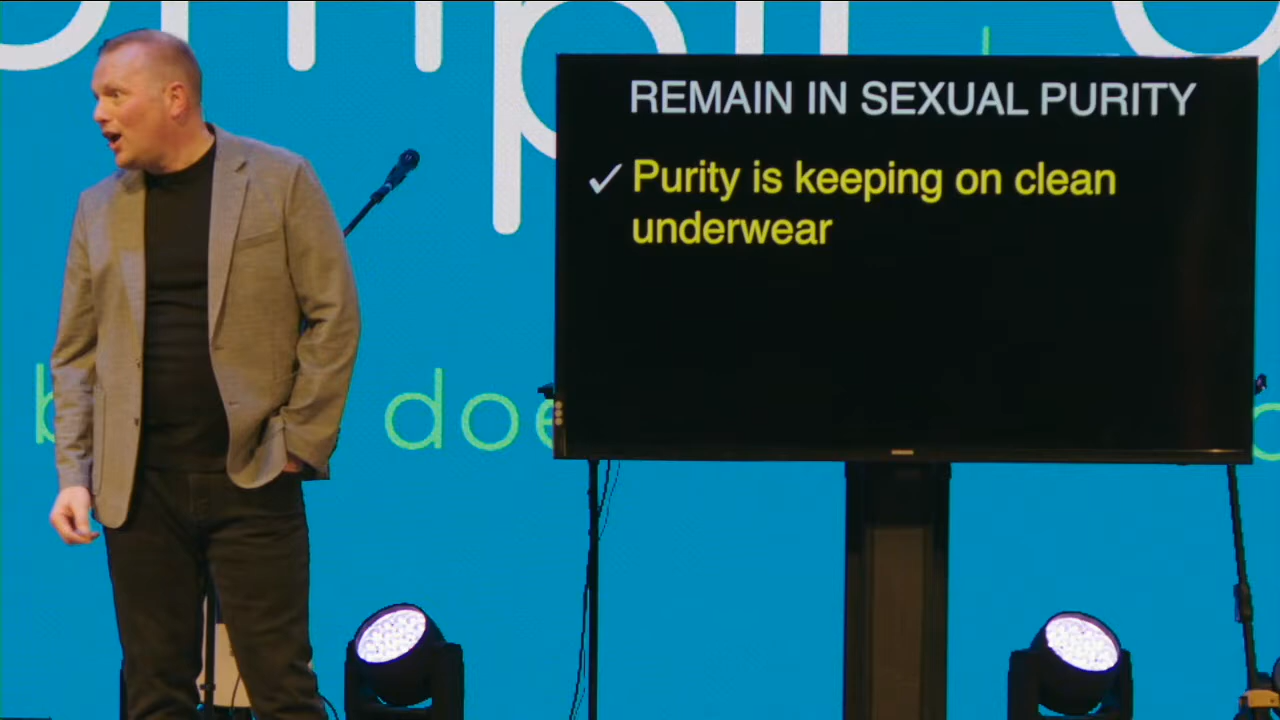 REMAIN IN SEXUAL PURITY
✓ Purity is keeping on clean
underwear